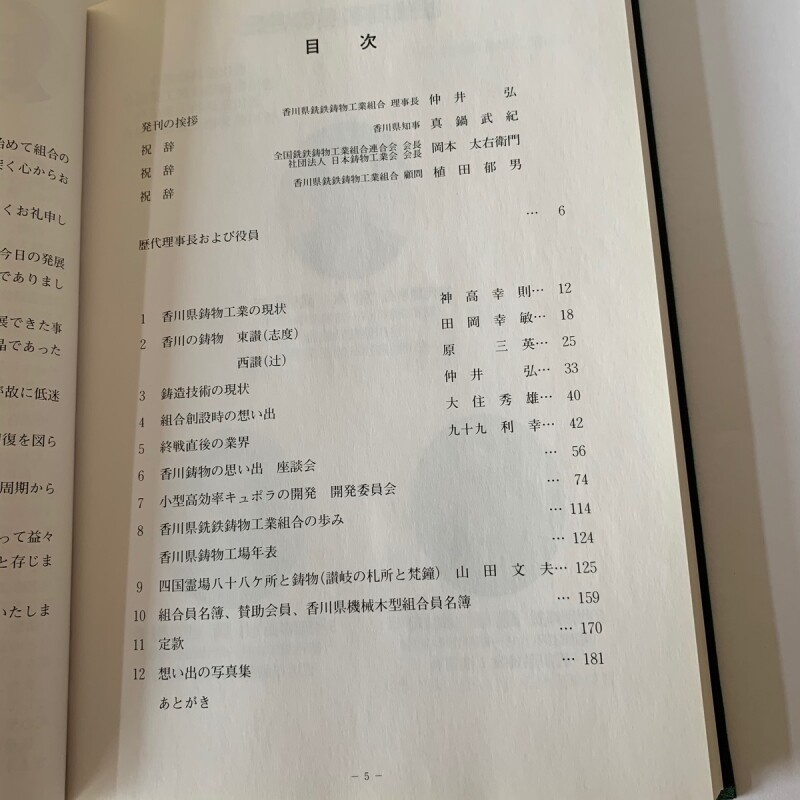 始めて組合の
深く心からお
くお礼申し
今日の発展
でありまし
展できた事
晶であった
事故に低迷
回復を図ら
周期から
って益々
と存じま
いたしま
目 次
発刊の挨拶 香川県銑鉄鋳物工業組合 理事長 仲井 弘
祝 辞 香川県知事 真鍋武紀
祝 辞 全国銑鉄鋳物工業組合連合会 会長
社団法人 日本鋳物工業会 会長 岡本 太右衛門
祝 辞 香川県銑鉄鋳物工業組合 顧問 植田郁男
歴代理事長および役員 … 6
1 香川県鋳物工業の現状 神高幸則… 12
2 香川の鋳物 東讃(志度) 田岡幸敏… 18
西讃(辻) 原 三英… 25
3 鋳造技術の現状 仲井 弘… 33
4 組合創設時の想い出 大住秀雄… 40
5 終戦直後の業界 九十九 利幸… 42
6 香川鋳物の思い出 座談会 … 56
7 小型高効率キュポラの開発 開発委員会 … 74
8 香川県銑鉄鋳物工業組合の歩み … 114
香川県鋳物工場年表 … 124
9 四国霊場八十八ケ所と鋳物(讃岐の札所と梵鐘) 山田文夫… 125
10 組合員名簿、賛助会員、香川県機械木型組合員名簿 … 159
11 定款 … 170
12 想い出の写真集 … 181
あとがき
− 5 −